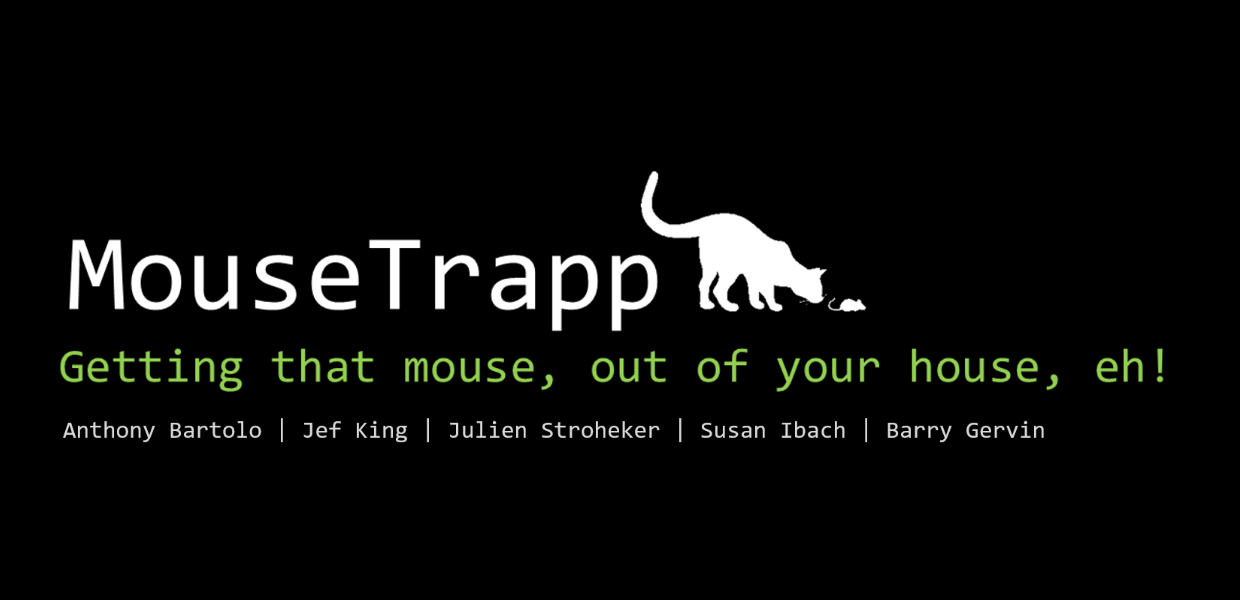 MouseTrapp
Getting that mouse, out of your house, eh!
Anthony Bartolo | Jef King | Julien Stroheker | Susan Ibach | Barry Gervin